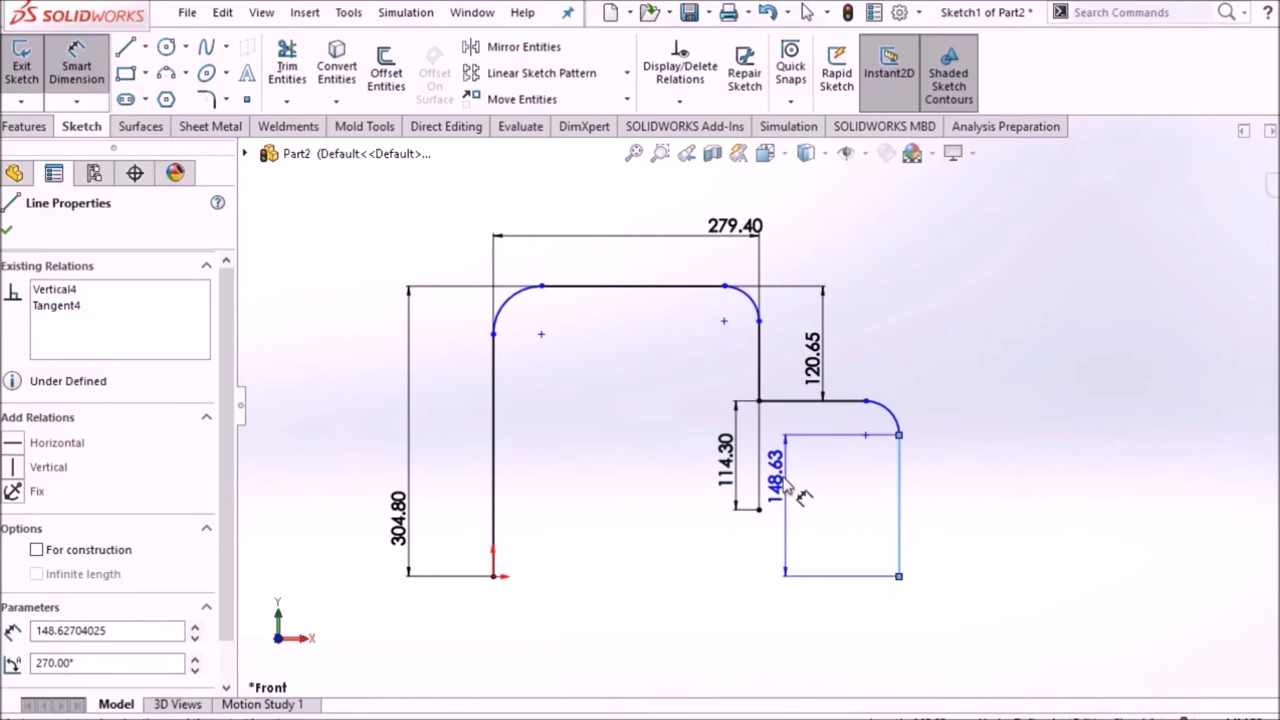 DS SOLIDWORKS File Edit View Insert Tools Simulation Window Help Sketch1 of Part2 * Search Commands ?
Exit Sketch
Smart Dimension
Trim Entities
Convert Entities
Offset Entities
Offset On Surface
Mirror Entities
Linear Sketch Pattern
Move Entities
Display/Delete Relations
Repair Sketch
Quick Snaps
Rapid Sketch
Instant2D
Shaded Sketch Contours
Features Sketch Surfaces Sheet Metal Weldments Mold Tools Direct Editing Evaluate DimXpert SOLIDWORKS Add-Ins Simulation SOLIDWORKS MBD Analysis Preparation
Part2 (Default<<Default>...
Line Properties
Existing Relations
Vertical4
Tangent4
Under Defined
Add Relations
Horizontal
Vertical
Fix
Options
For construction
Infinite length
Parameters
148.62704025
270.00°
279.40
120.65
114.30
148.63
304.80
Y
X
*Front
Model 3D Views Motion Study 1